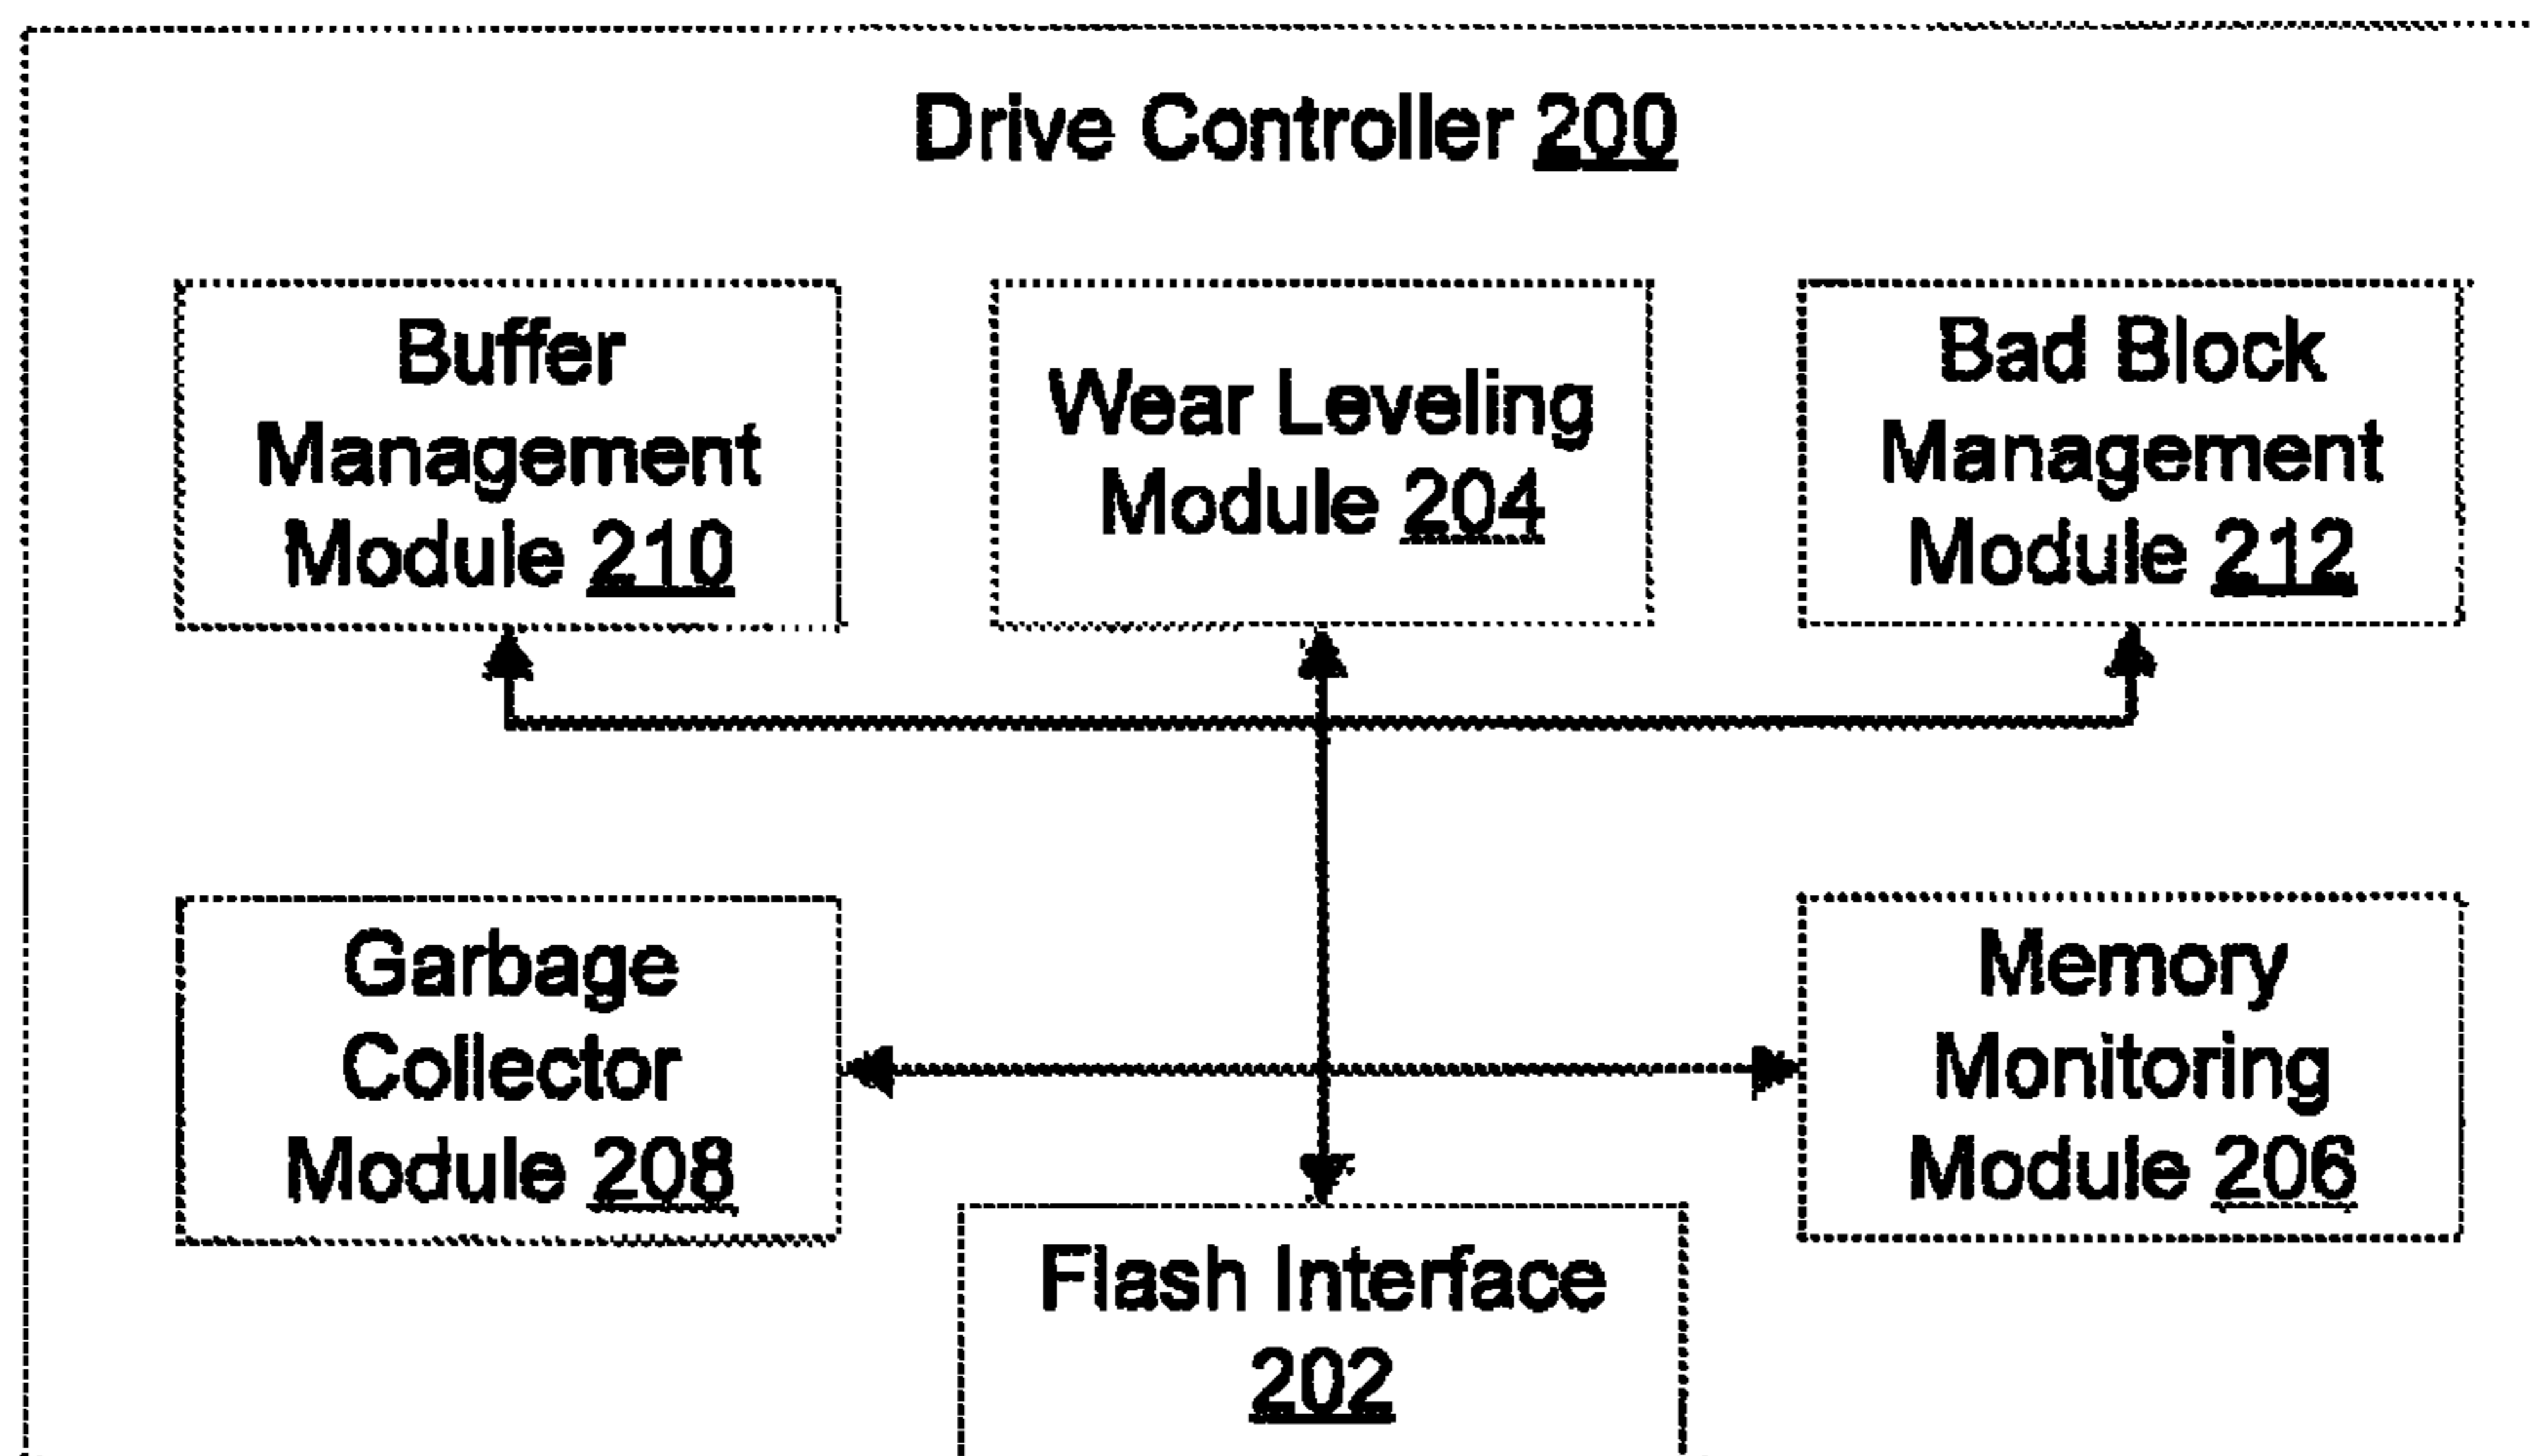 Drive Controller 200
Buffer
Management
Module 210
Wear Leveling
Module 204
Bad Block
Management
Module 212
Garbage
Collector
Module 208
Memory
Monitoring
Module 206
Flash Interface
202